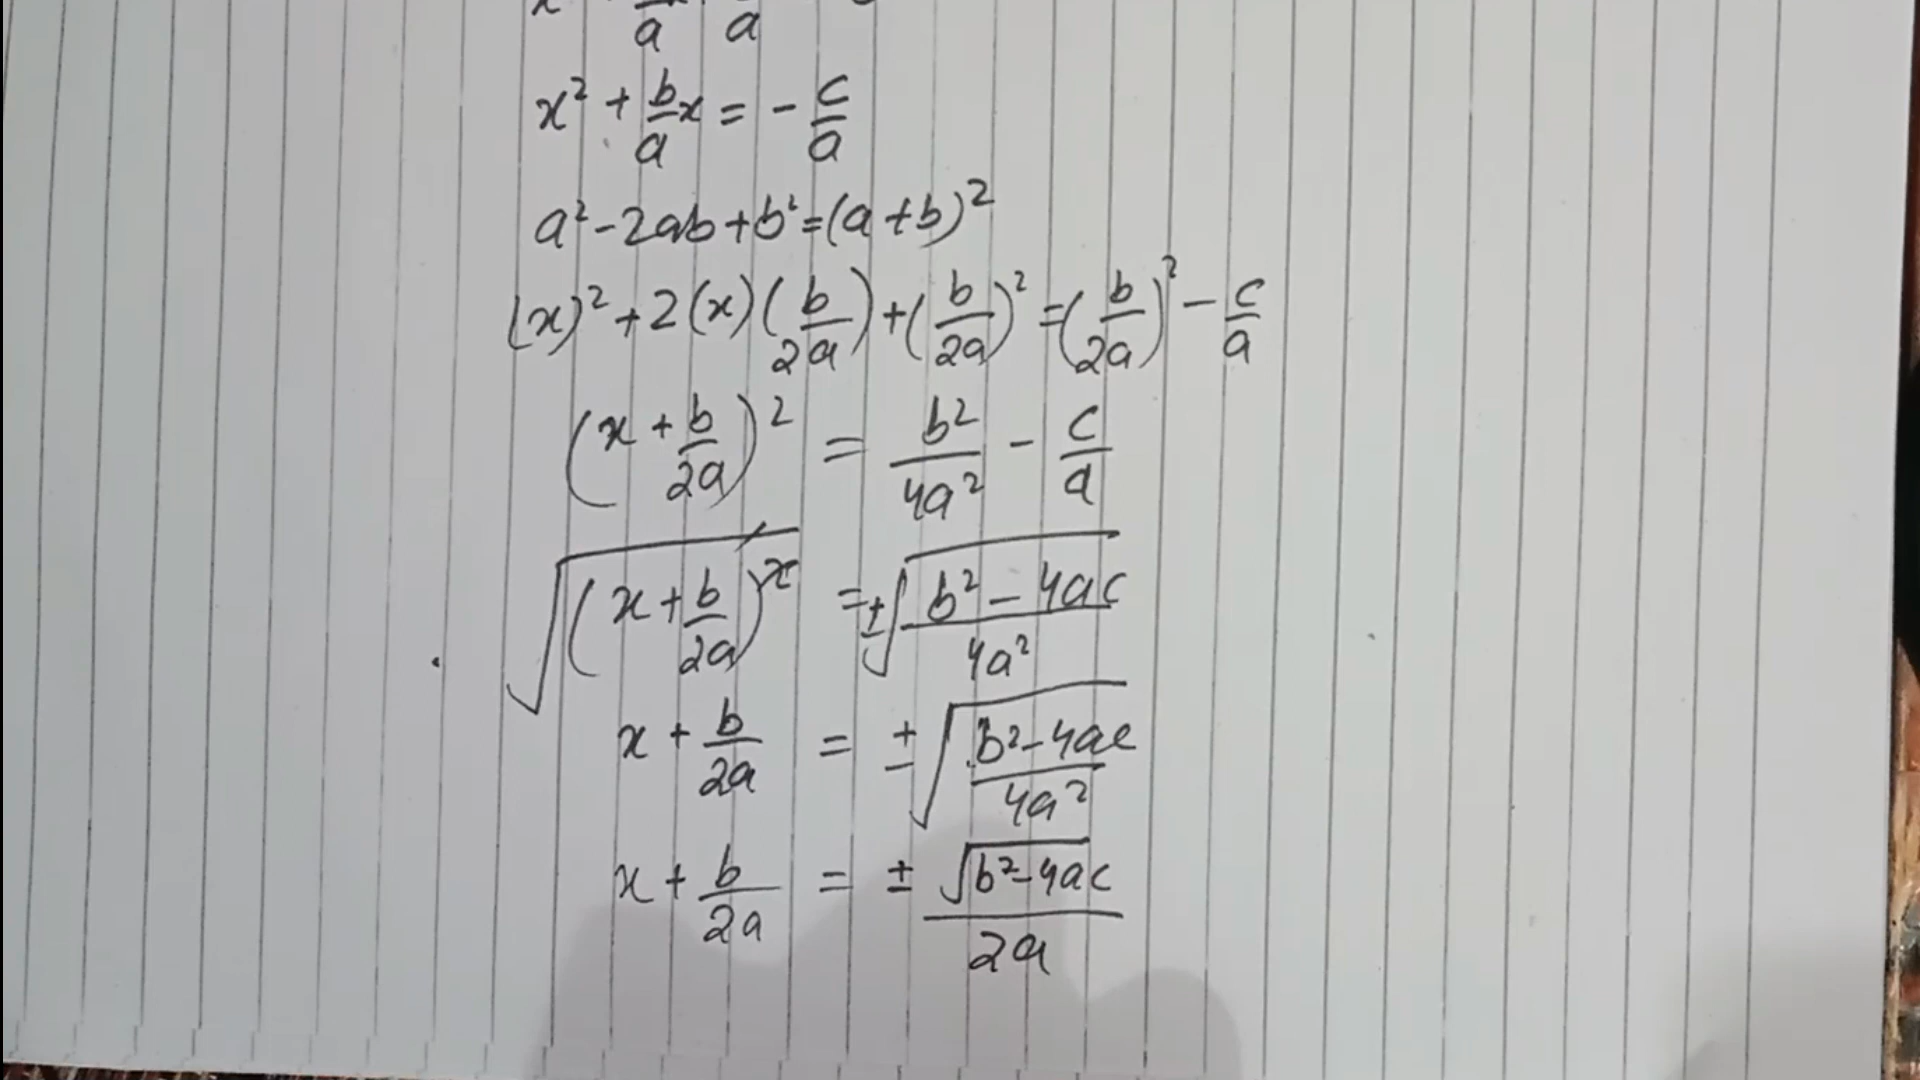 x² + b/a x = - c/a
a² - 2ab + b² = (a + b)²
(x)² + 2(x)(b/2a) + (b/2a)² = (b/2a)² - c/a
(x + b/2a)² = b²/4a² - c/a
√(x + b/2a)² = ± √(b² - 4ac / 4a²)
x + b/2a = ± √(b² - 4ac / 4a²)
x + b/2a = ± √(b² - 4ac) / 2a